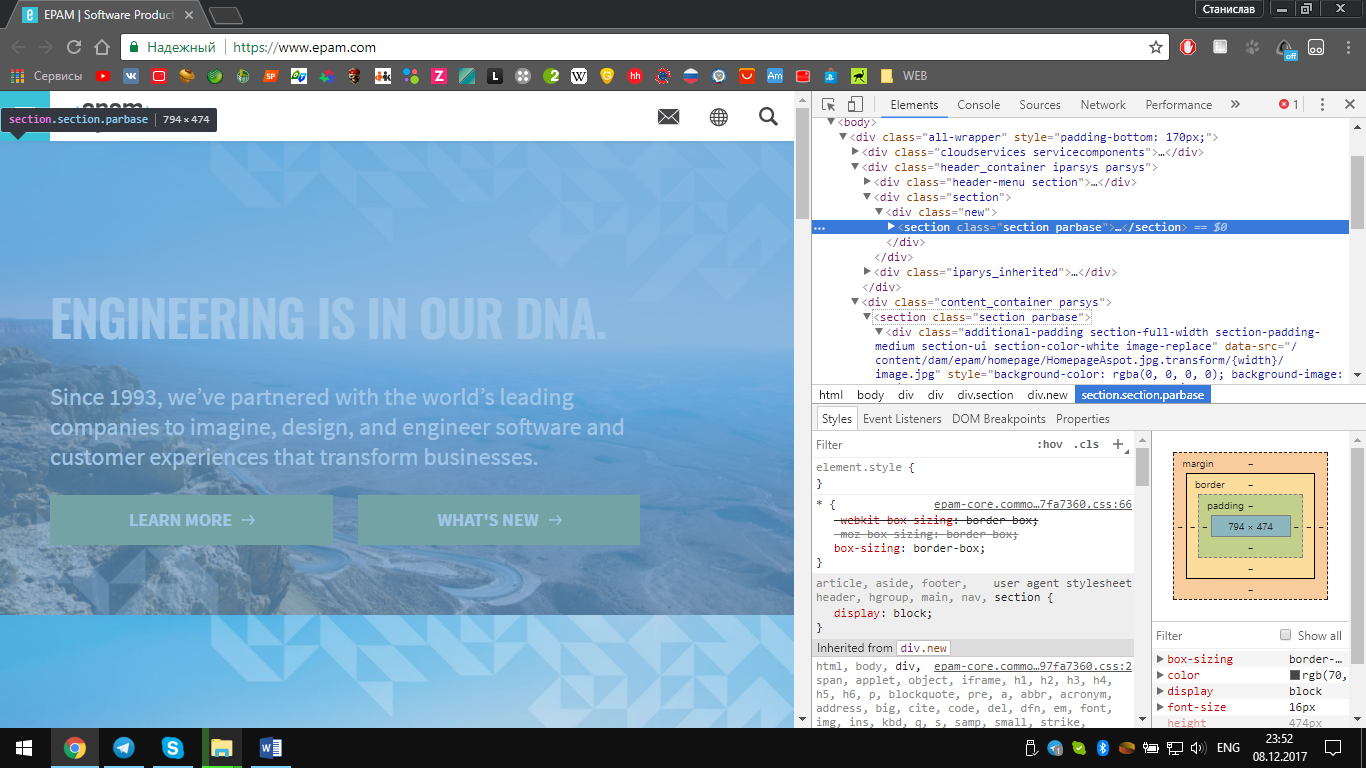 EPAM | Software Product
Станислав
Надежный
https://www.epam.com
off
Сервисы
SP
Z
L
2
W
G
hh
Am
WEB
section.section.parbase | 794 × 474
Elements Console Sources Network Performance » 1
<body>
<div class="all-wrapper" style="padding-bottom: 170px;">
<div class="cloudservices servicecomponents">…</div>
<div class="header_container iparsys parsys">
<div class="header-menu section">…</div>
<div class="section">
<div class="new">
<section class="section parbase">…</section> == $0
</div>
</div>
<div class="iparys_inherited">…</div>
</div>
<div class="content_container parsys">
<section class="section parbase">
<div class="additional-padding section-full-width section-padding-
medium section-ui section-color-white image-replace" data-src="/
content/dam/epam/homepage/HomepageAspot.jpg.transform/{width}/
image.jpg" style="background-color: rgba(0, 0, 0, 0); background-image:
html body div div div.section div.new section.section.parbase
Styles Event Listeners DOM Breakpoints Properties
Filter :hov .cls +
element.style {
}
* { epam-core.commo…7fa7360.css:66
-webkit-box-sizing: border-box;
-moz-box-sizing: border-box;
box-sizing: border-box;
}
article, aside, footer, user agent stylesheet
header, hgroup, main, nav, section {
display: block;
}
Inherited from div.new
html, body, div, epam-core.commo…97fa7360.css:2
span, applet, object, iframe, h1, h2, h3, h4,
h5, h6, p, blockquote, pre, a, abbr, acronym,
address, big, cite, code, del, dfn, em, font,
img, ins, kbd, q, s, samp, small, strike,
margin –
border –
padding –
– – – 794 × 474 – – –
–
–
–
Filter Show all
box-sizing border-…
color rgb(70,
display block
font-size 16px
height 474px
ENGINEERING IS IN OUR DNA.
Since 1993, we've partnered with the world's leading
companies to imagine, design, and engineer software and
customer experiences that transform businesses.
LEARN MORE → WHAT'S NEW →
ENG
23:52
08.12.2017